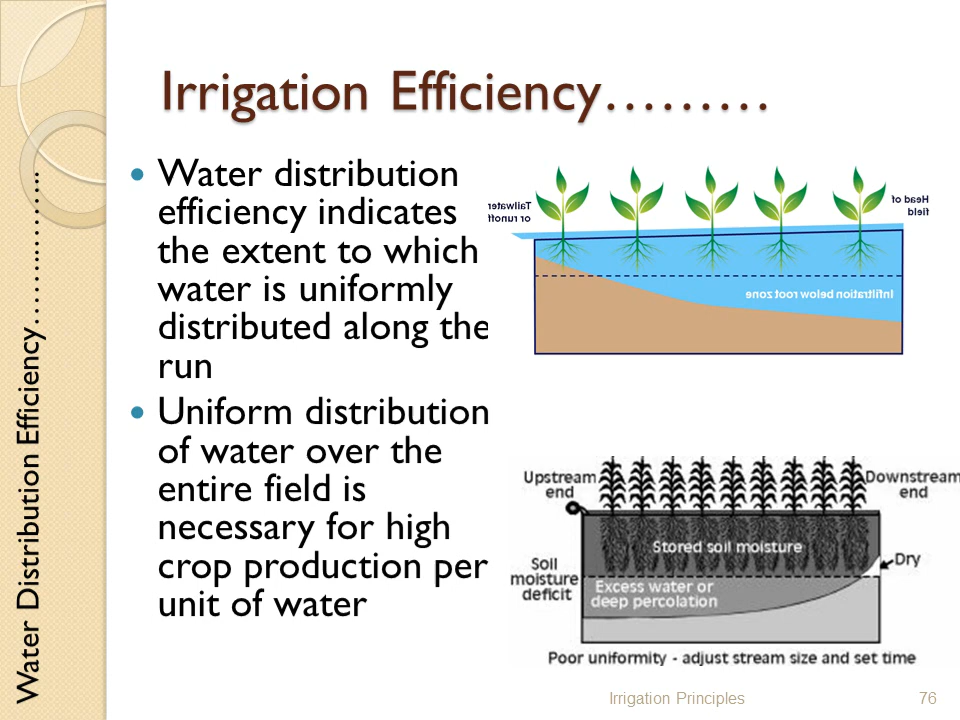 Water Distribution Efficiency………..……..
Irrigation Efficiency………
Water distribution
efficiency indicates
the extent to which
water is uniformly
distributed along the
run
Uniform distribution
of water over the
entire field is
necessary for high
crop production per
unit of water
Tailwater
or runoff
Head of
field
Infiltration below root zone
Upstream
end
Downstream
end
Stored soil moisture
Soil
moisture
deficit
Dry
Excess water or
deep percolation
Poor uniformity - adjust stream size and set time
Irrigation Principles
76